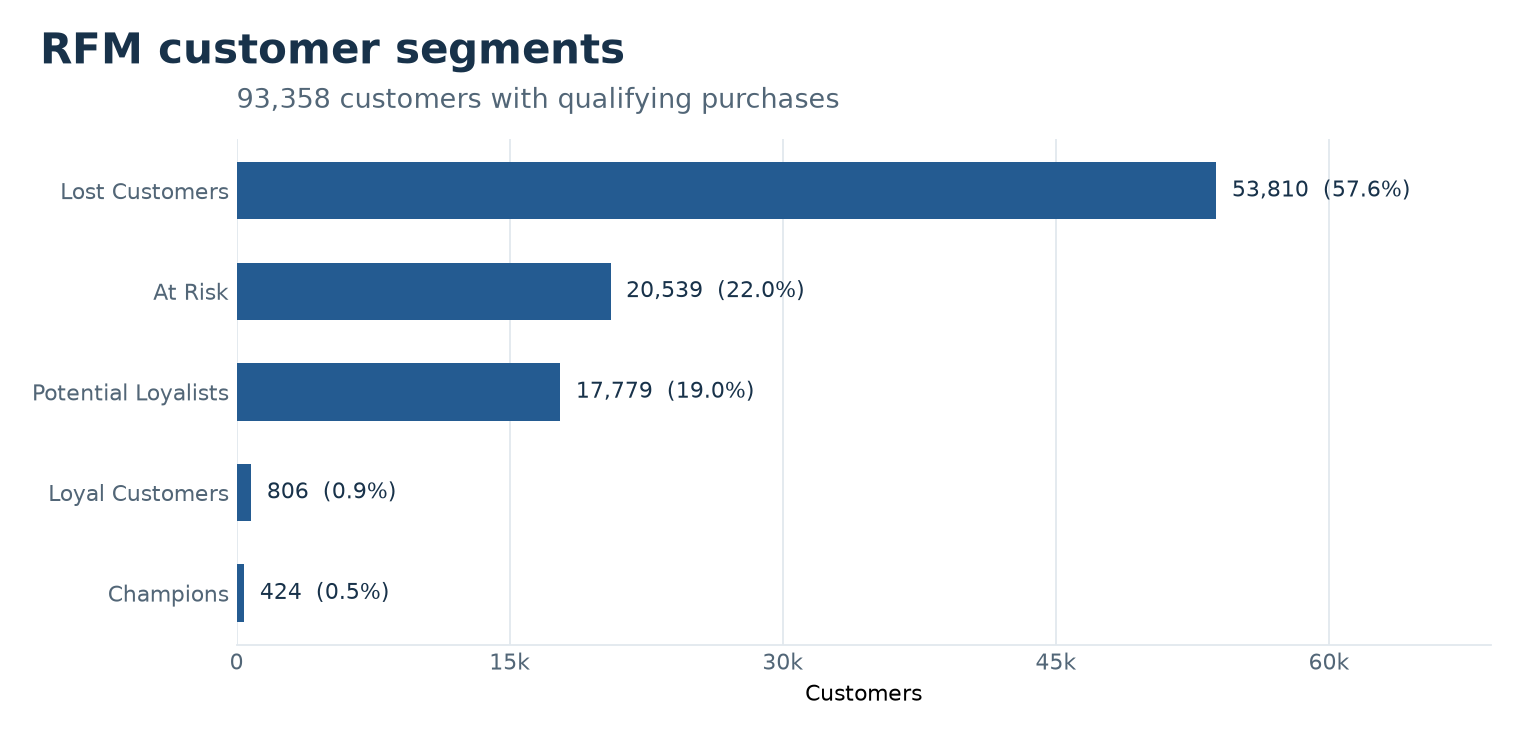 RFM customer segments
93,358 customers with qualifying purchases
Lost Customers 53,810 (57.6%)
At Risk 20,539 (22.0%)
Potential Loyalists 17,779 (19.0%)
Loyal Customers 806 (0.9%)
Champions 424 (0.5%)
0 15k 30k 45k 60k
Customers